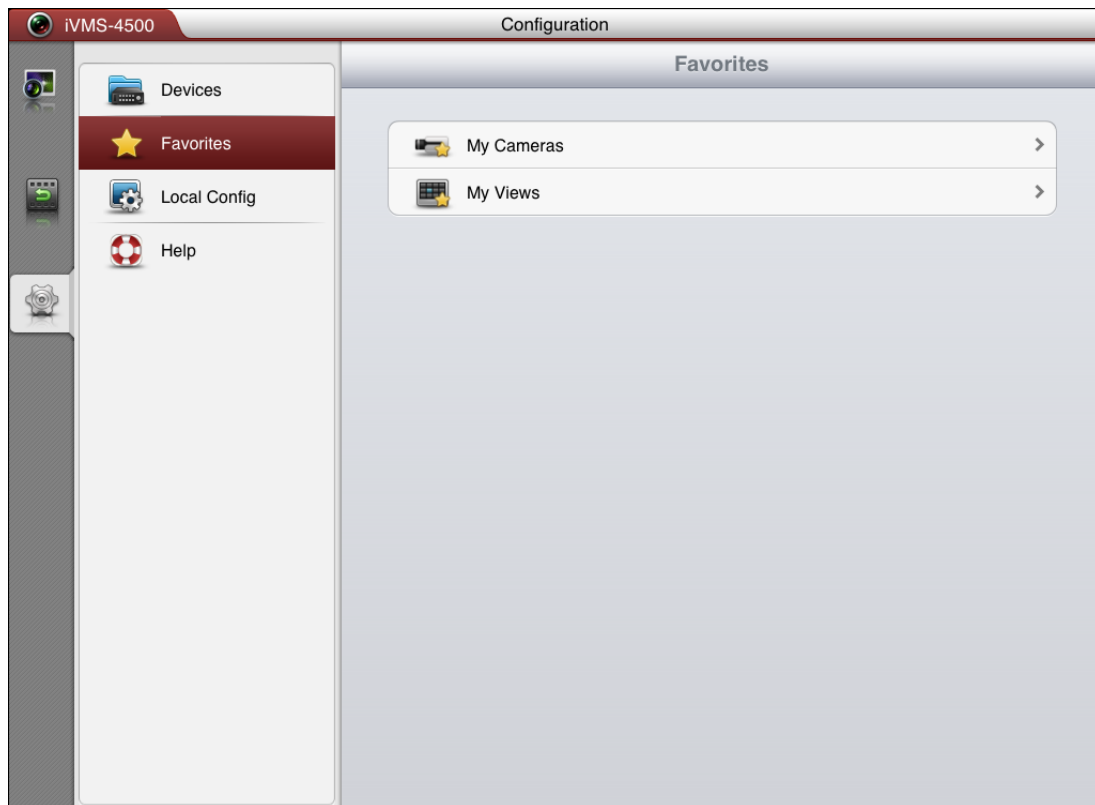 iVMS-4500
Configuration
Devices
Favorites
Local Config
Help
Favorites
My Cameras
My Views